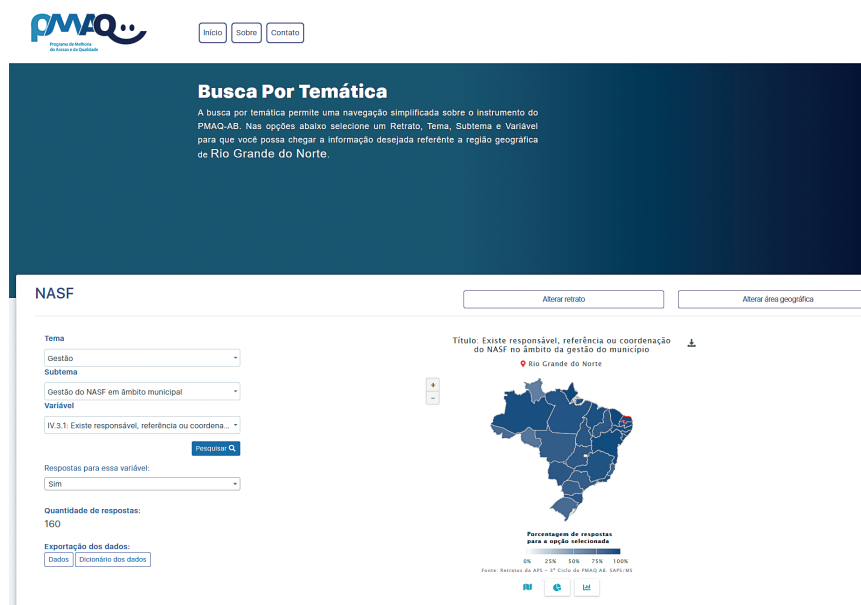 PMAQ
Programa de Melhoria
do Acesso e da Qualidade
Início
Sobre
Contato
Busca Por Temática
A busca por temática permite uma navegação simplificada sobre o instrumento do
PMAQ-AB. Nas opções abaixo selecione um Retrato, Tema, Subtema e Variável
para que você possa chegar a informação desejada referênte a região geográfica
de Rio Grande do Norte.
NASF
Alterar retrato
Alterar área geográfica
Tema
Gestão
Subtema
Gestão do NASF em âmbito municipal
Variável
IV.3.1: Existe responsável, referência ou coordena...
Pesquisar
Respostas para essa variável:
Sim
Quantidade de respostas:
160
Exportação dos dados:
Dados
Dicionário dos dados
Título: Existe responsável, referência ou coordenação
do NASF no âmbito da gestão do município
Rio Grande do Norte
+
-
Porcentagem de respostas
para a opção selecionada
0% 25% 50% 75% 100%
Fonte: Retratos da APS - 3º Ciclo do PMAQ AB. SAPS/MS